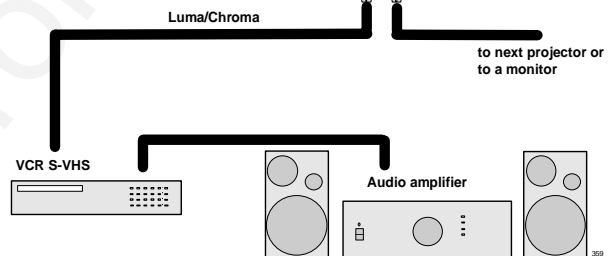 Luma/Chroma
to next projector or
to a monitor
VCR S-VHS
Audio amplifier
359